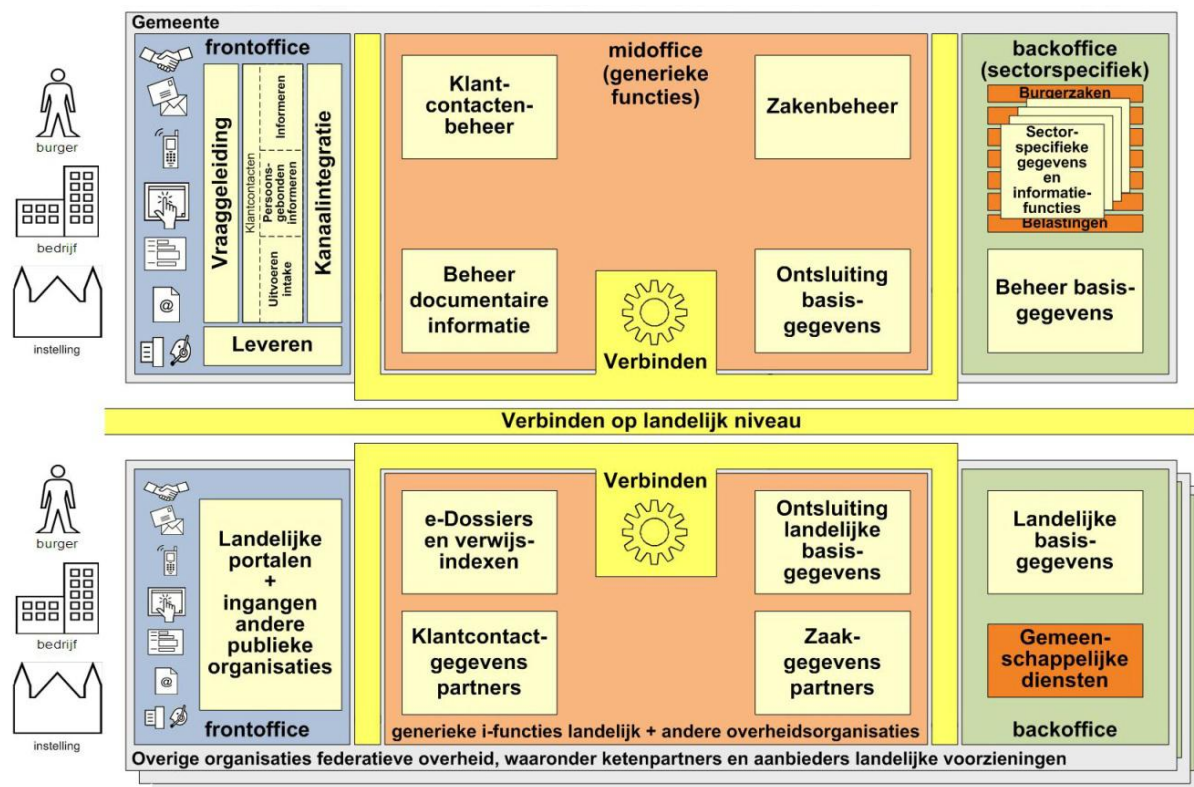 Gemeente
frontoffice
Vraaggeleiding
Klantcontacten
Informeren
Persoons-
gebonden
informeren
Uitvoeren
intake
Kanaalintegratie
Leveren
midoffice
(generieke
functies)
Klant-
contacten-
beheer
Zakenbeheer
Beheer
documentaire
informatie
Verbinden
Ontsluiting
basis-
gegevens
backoffice
(sectorspecifiek)
Burgerzaken
Sector-
specifieke
gegevens
en
informatie-
functies
Belastingen
Beheer basis-
gegevens
burger
bedrijf
instelling
@
Verbinden op landelijk niveau
burger
bedrijf
instelling
@
Landelijke
portalen
+
ingangen
andere
publieke
organisaties
frontoffice
Verbinden
e-Dossiers
en verwijs-
indexen
Ontsluiting
landelijke
basis-
gegevens
Klantcontact-
gegevens
partners
Zaak-
gegevens
partners
generieke i-functies landelijk + andere overheidsorganisaties
Landelijke
basis-
gegevens
Gemeen-
schappelijke
diensten
backoffice
Overige organisaties federatieve overheid, waaronder ketenpartners en aanbieders landelijke voorzieningen